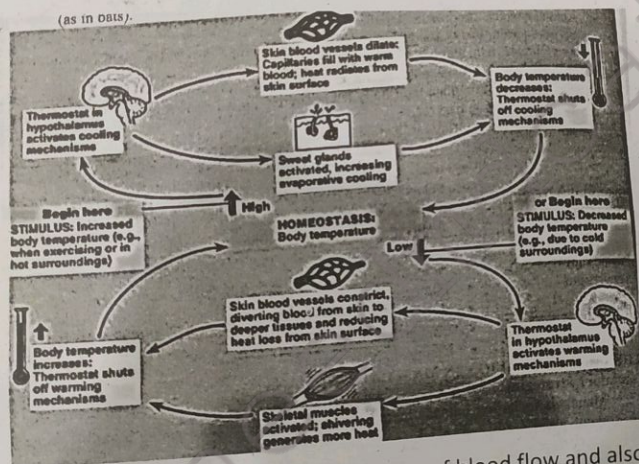 (as in bats).
Skin blood vessels dilate:
Capillaries fill with warm
blood; heat radiates from
skin surface
Body temperature
decreases:
Thermostat shuts
off cooling
mechanisms
Thermostat in
hypothalamus
activates cooling
mechanisms
Sweat glands
activated, increasing
evaporative cooling
Begin here
STIMULUS: Increased
body temperature (e.g.,
when exercising or in
hot surroundings)
High
HOMEOSTASIS:
Body temperature
Low
or Begin here
STIMULUS: Decreased
body temperature
(e.g., due to cold
surroundings)
Skin blood vessels constrict,
diverting blood from skin to
deeper tissues and reducing
heat loss from skin surface
Thermostat
in hypothalamus
activates warming
mechanisms
Body temperature
increases:
Thermostat shuts
off warming
mechanisms
Skeletal muscles
activated; shivering
generates more heat
blood flow and also